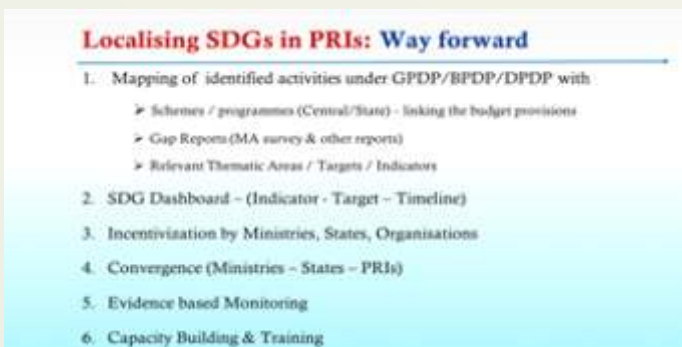 Localising SDGs in PRIs: Way forward
1. Mapping of identified activities under GPDP/BPDP/DPDP with
➤ Schemes / programmes (Central/State) - linking the budget provisions
➤ Gap Reports (MA survey & other reports)
➤ Relevant Thematic Areas / Targets / Indicators
2. SDG Dashboard – (Indicator - Target – Timeline)
3. Incentivization by Ministries, States, Organisations
4. Convergence (Ministries – States – PRIs)
5. Evidence based Monitoring
6. Capacity Building & Training